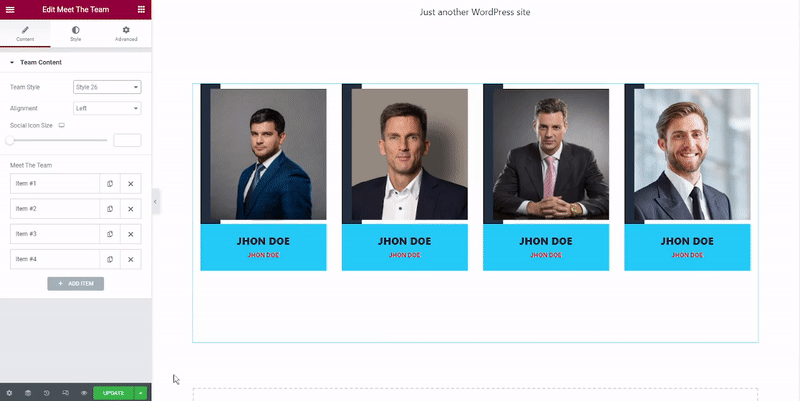 Edit Meet The Team
Content
Style
Advanced
Team Content
Team Style
Style 26
Alignment
Left
Social Icon Size
Meet The Team
Item #1
Item #2
Item #3
Item #4
+ ADD ITEM
UPDATE
Just another WordPress site
JHON DOE
JHON DOE
JHON DOE
JHON DOE
JHON DOE
JHON DOE
JHON DOE
JHON DOE